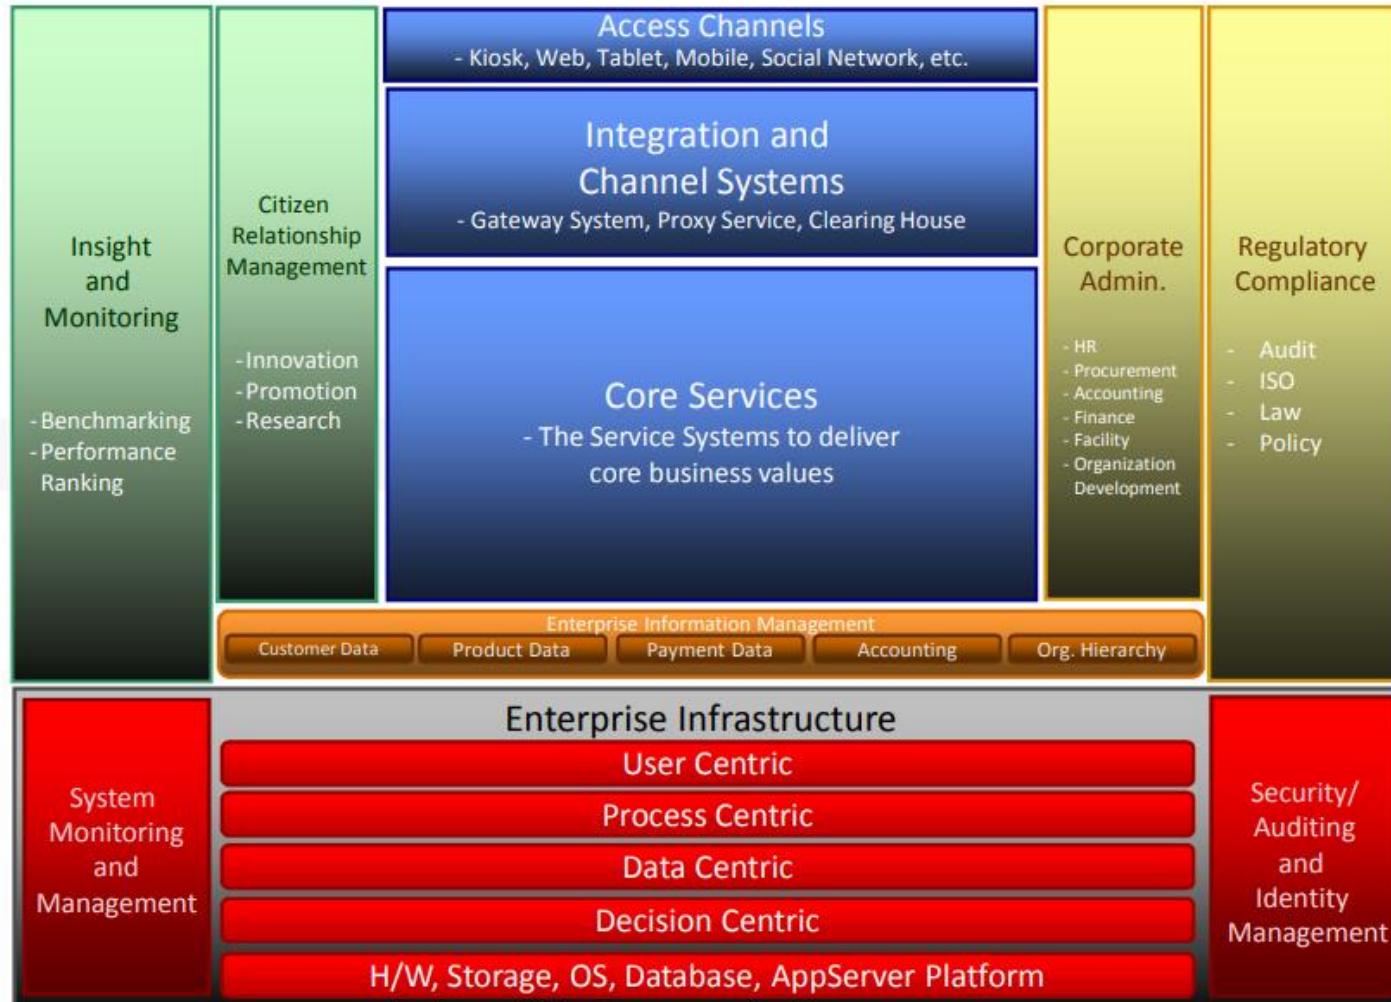 Access Channels
- Kiosk, Web, Tablet, Mobile, Social Network, etc.
Integration and
Channel Systems
- Gateway System, Proxy Service, Clearing House
Core Services
- The Service Systems to deliver
core business values
Insight
and
Monitoring
- Benchmarking
- Performance
Ranking
Citizen
Relationship
Management
- Innovation
- Promotion
- Research
Corporate
Admin.
- HR
- Procurement
- Accounting
- Finance
- Facility
- Organization
Development
Regulatory
Compliance
- Audit
- ISO
- Law
- Policy
Enterprise Information Management
Customer Data
Product Data
Payment Data
Accounting
Org. Hierarchy
Enterprise Infrastructure
System
Monitoring
and
Management
User Centric
Process Centric
Data Centric
Decision Centric
H/W, Storage, OS, Database, AppServer Platform
Security/
Auditing
and
Identity
Management